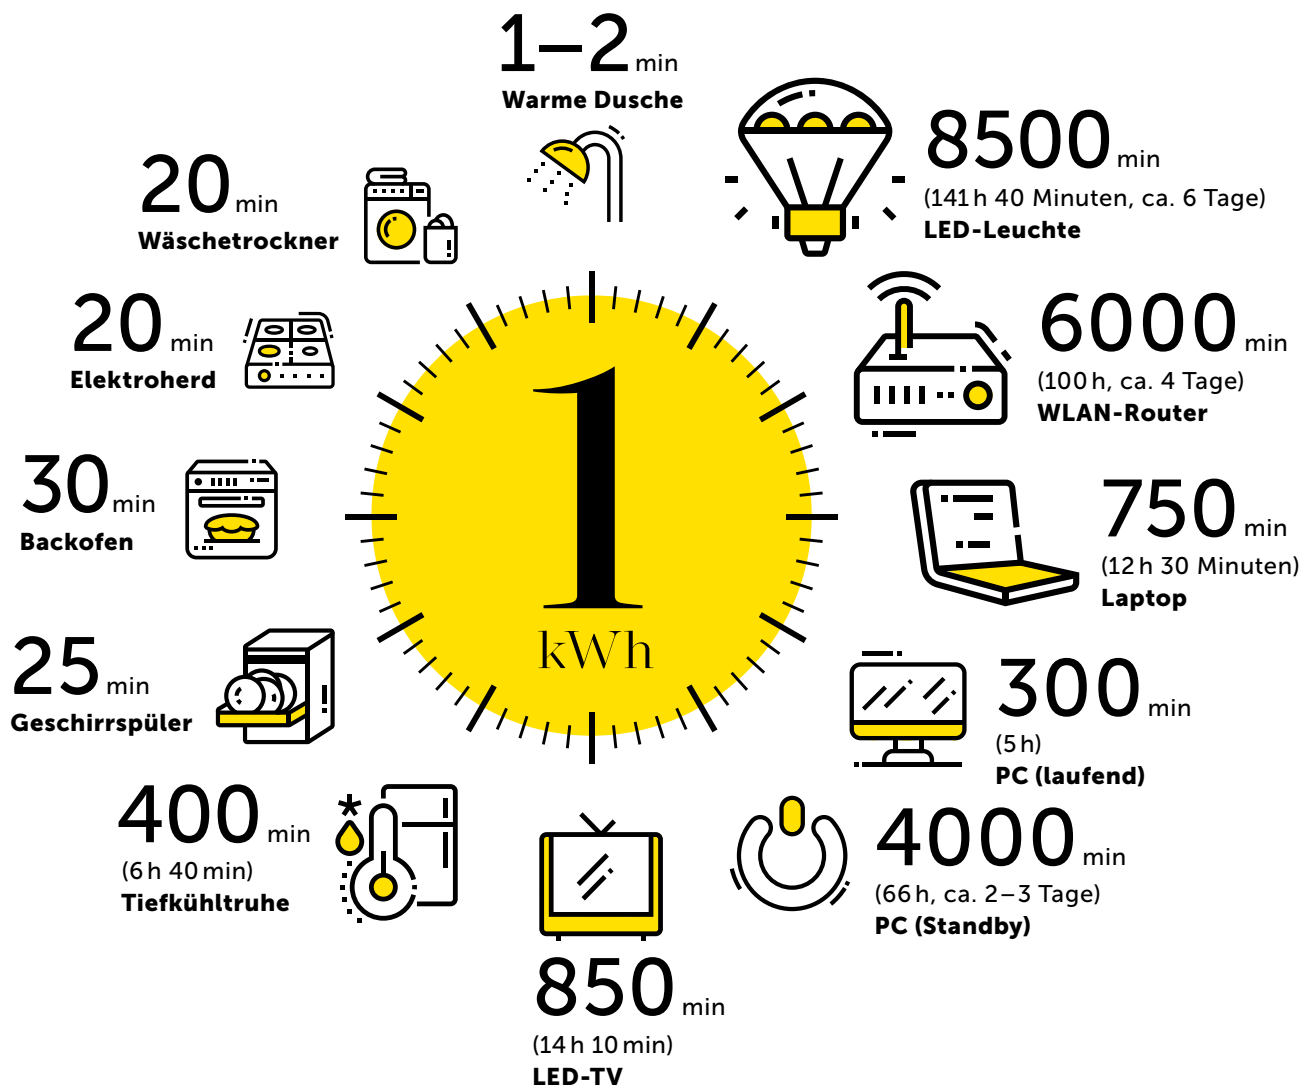 1–2 min
Warme Dusche
8500 min
(141 h 40 Minuten, ca. 6 Tage)
LED-Leuchte
6000 min
(100 h, ca. 4 Tage)
WLAN-Router
750 min
(12 h 30 Minuten)
Laptop
300 min
(5 h)
PC (laufend)
4000 min
(66 h, ca. 2–3 Tage)
PC (Standby)
850 min
(14 h 10 min)
LED-TV
400 min
(6 h 40 min)
Tiefkühltruhe
25 min
Geschirrspüler
30 min
Backofen
20 min
Elektroherd
20 min
Wäschetrockner
1
kWh